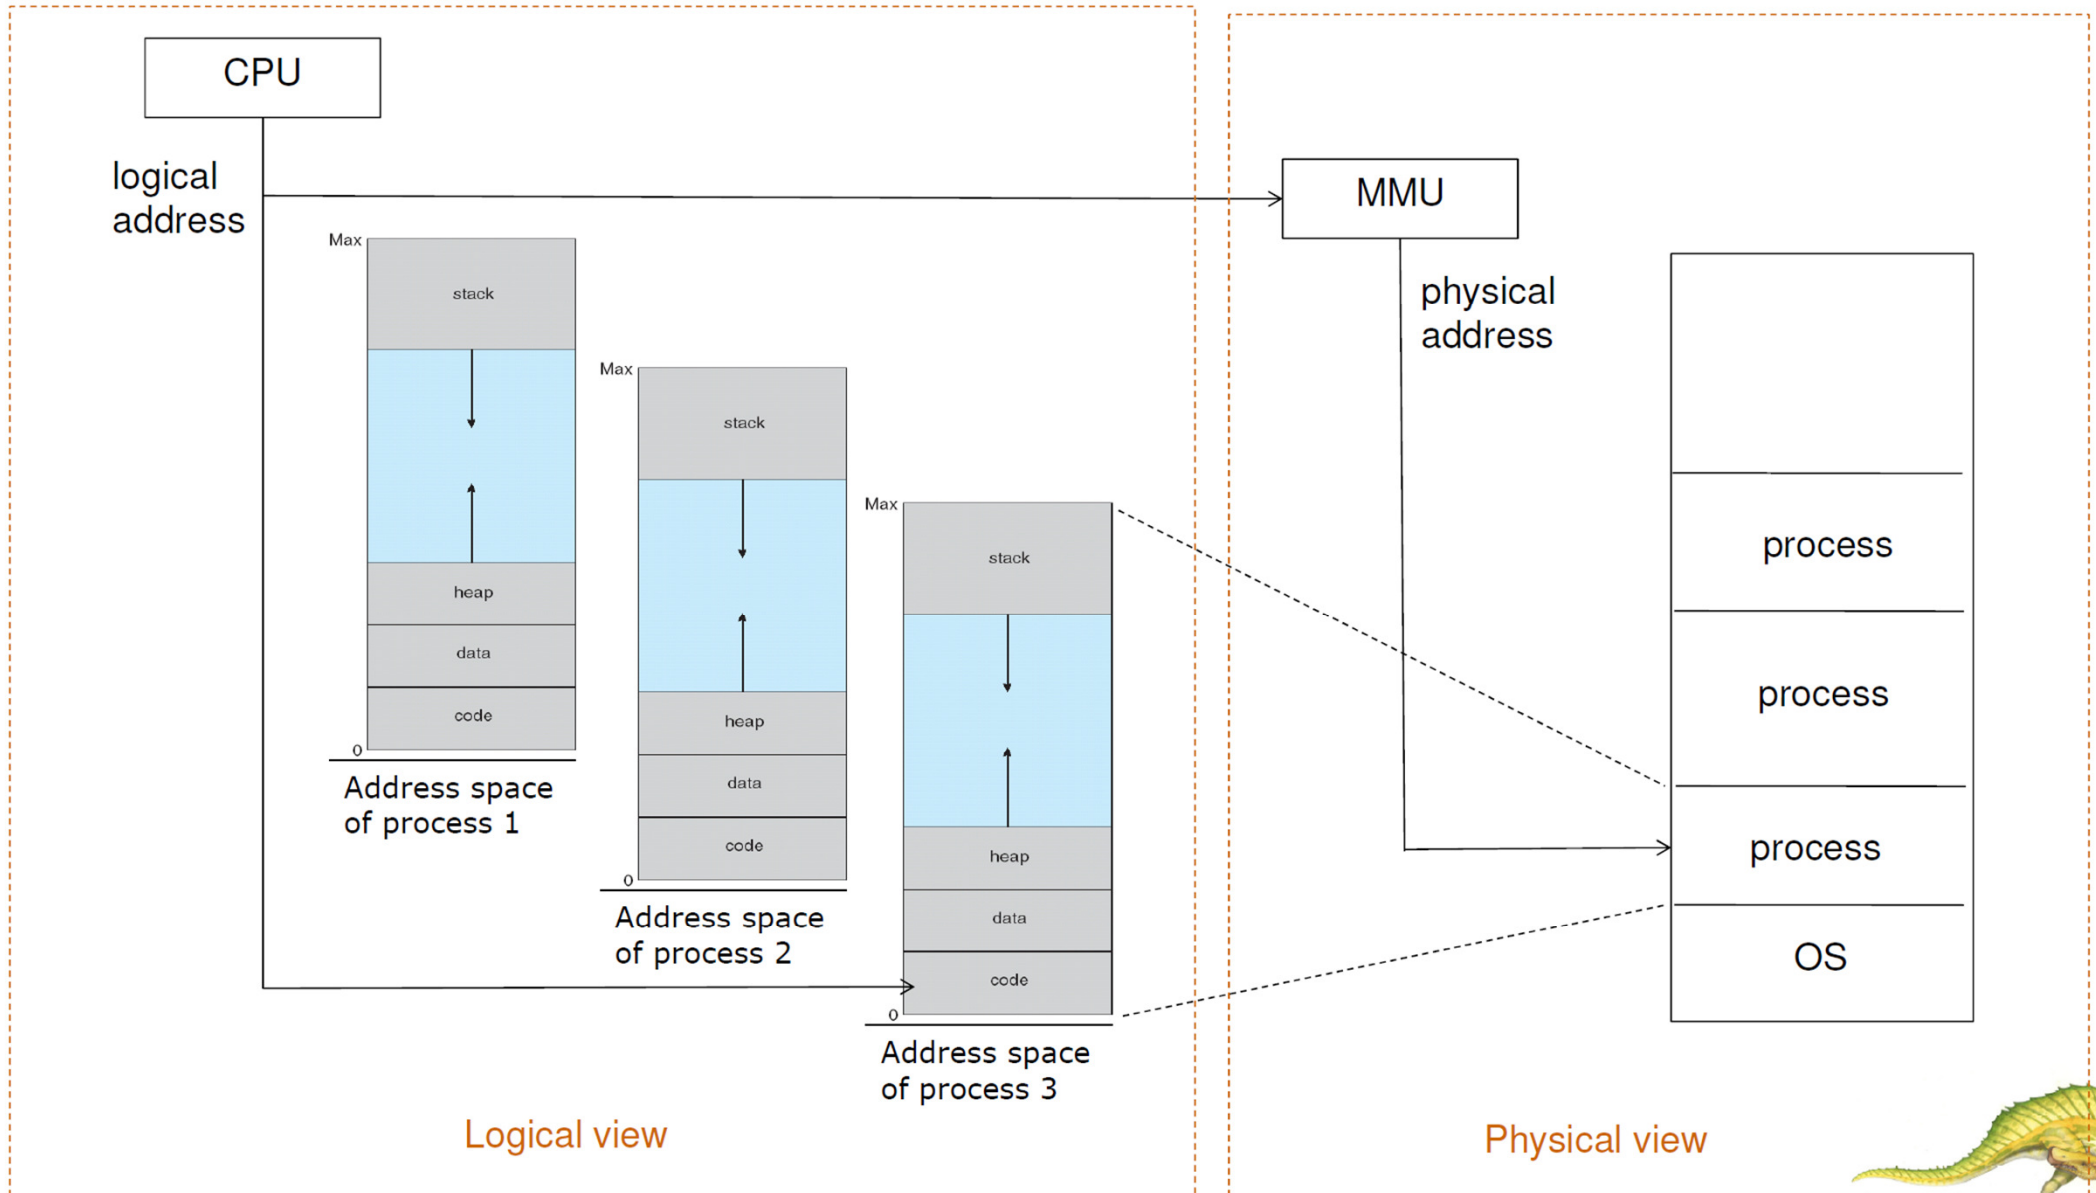 CPU
logical
address
Max
stack
heap
data
code
0
Address space
of process 1
Max
stack
heap
data
code
0
Address space
of process 2
Max
stack
heap
data
code
0
Address space
of process 3
Logical view
MMU
physical
address
process
process
process
OS
Physical view